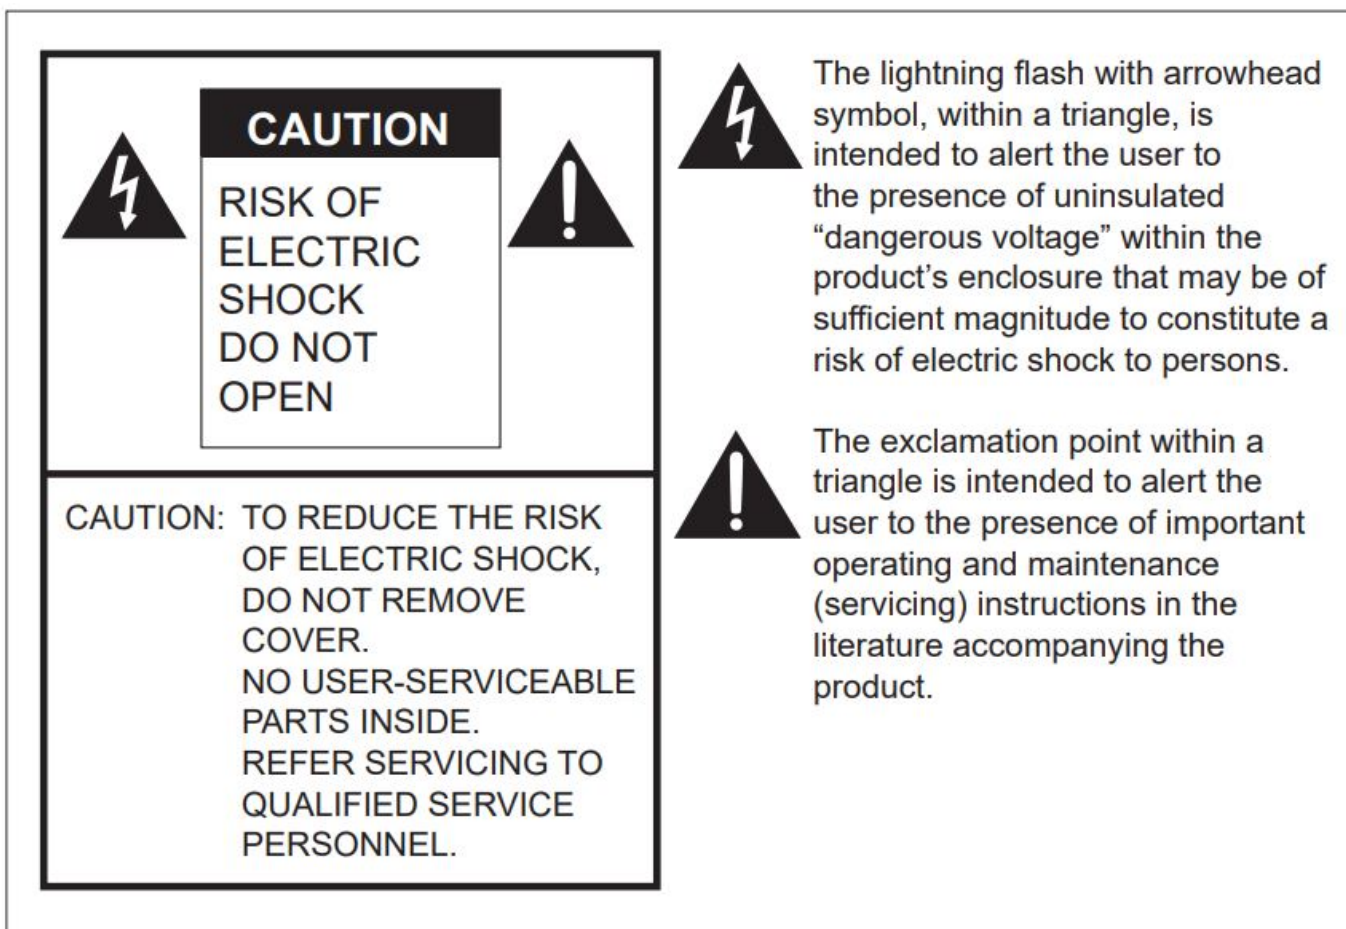 CAUTION
RISK OF
ELECTRIC
SHOCK
DO NOT
OPEN
CAUTION: TO REDUCE THE RISK
OF ELECTRIC SHOCK,
DO NOT REMOVE
COVER.
NO USER-SERVICEABLE
PARTS INSIDE.
REFER SERVICING TO
QUALIFIED SERVICE
PERSONNEL.
The lightning flash with arrowhead
symbol, within a triangle, is
intended to alert the user to
the presence of uninsulated
“dangerous voltage” within the
product’s enclosure that may be of
sufficient magnitude to constitute a
risk of electric shock to persons.
The exclamation point within a
triangle is intended to alert the
user to the presence of important
operating and maintenance
(servicing) instructions in the
literature accompanying the
product.